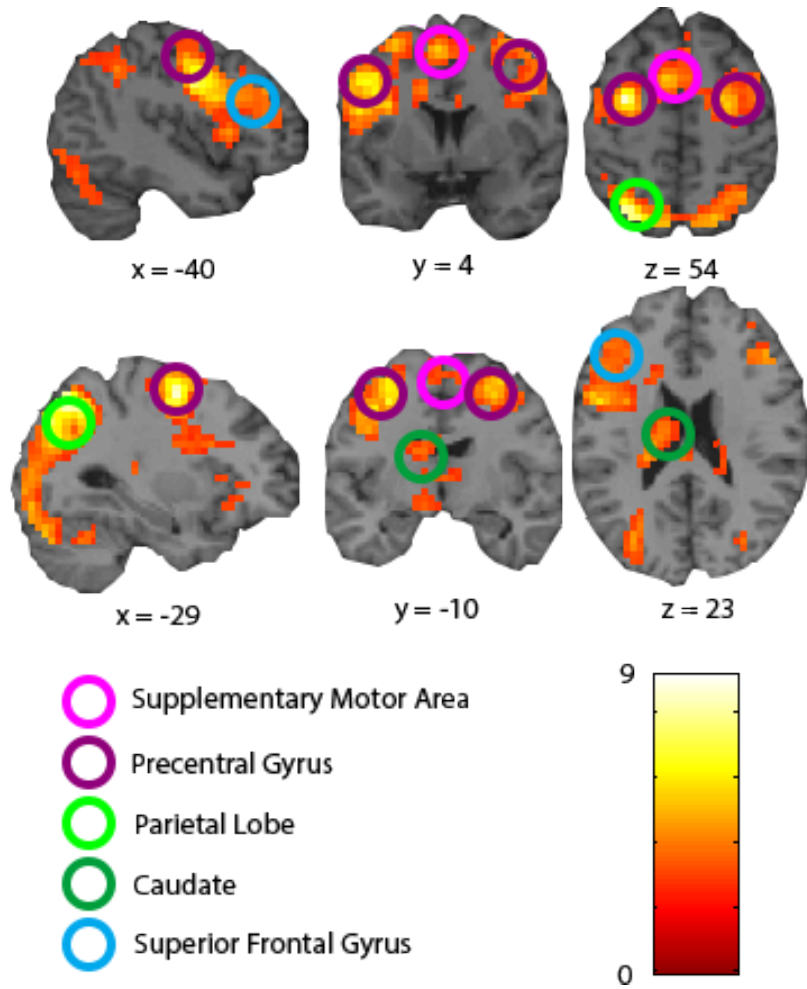 x = -40
y = 4
z = 54
x = -29
y = -10
z = 23
Supplementary Motor Area
Precentral Gyrus
Parietal Lobe
Caudate
Superior Frontal Gyrus
9
0